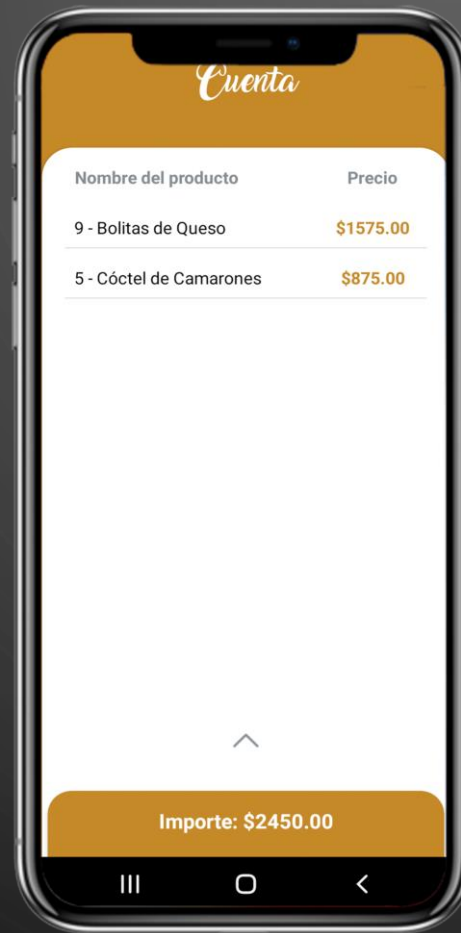 Cuenta
Nombre del producto Precio
9 - Bolitas de Queso $1575.00
5 - Cóctel de Camarones $875.00
Importe: $2450.00